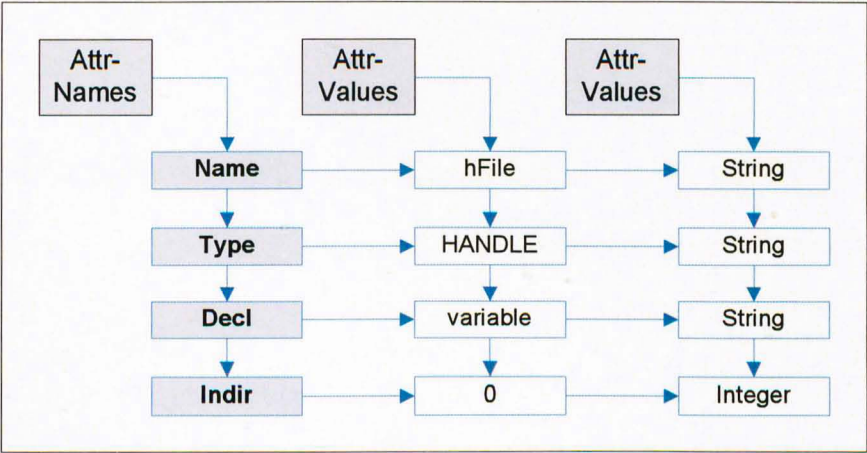 Attr-
Names
Attr-
Values
Attr-
Values
Name
hFile
String
Type
HANDLE
String
Decl
variable
String
Indir
0
Integer